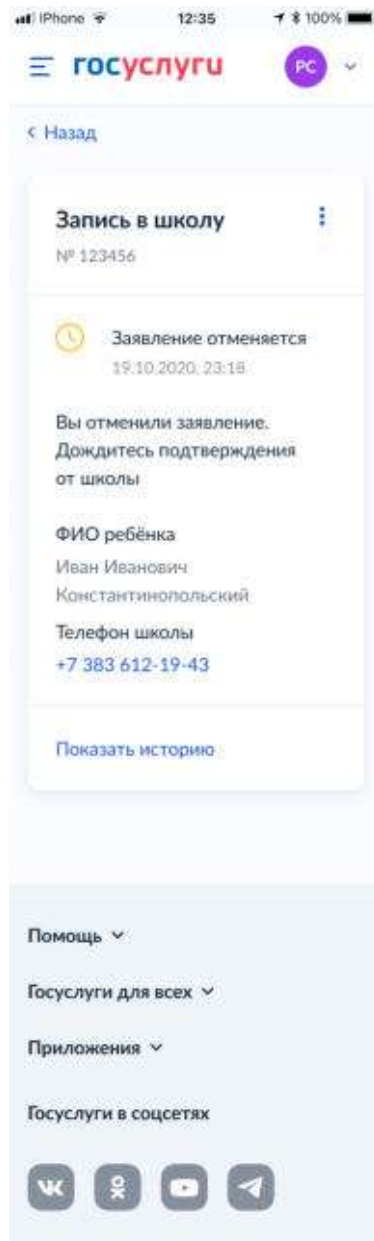 iPhone 12:35 100%
госуслуги PC
Назад
Запись в школу
№ 123456
Заявление отменяется
19.10.2020, 23:18
Вы отменили заявление.
Дождитесь подтверждения
от школы
ФИО ребёнка
Иван Иванович
Константинопольский
Телефон школы
+7 383 612-19-43
Показать историю
Помощь
Госуслуги для всех
Приложения
Госуслуги в соцсетях